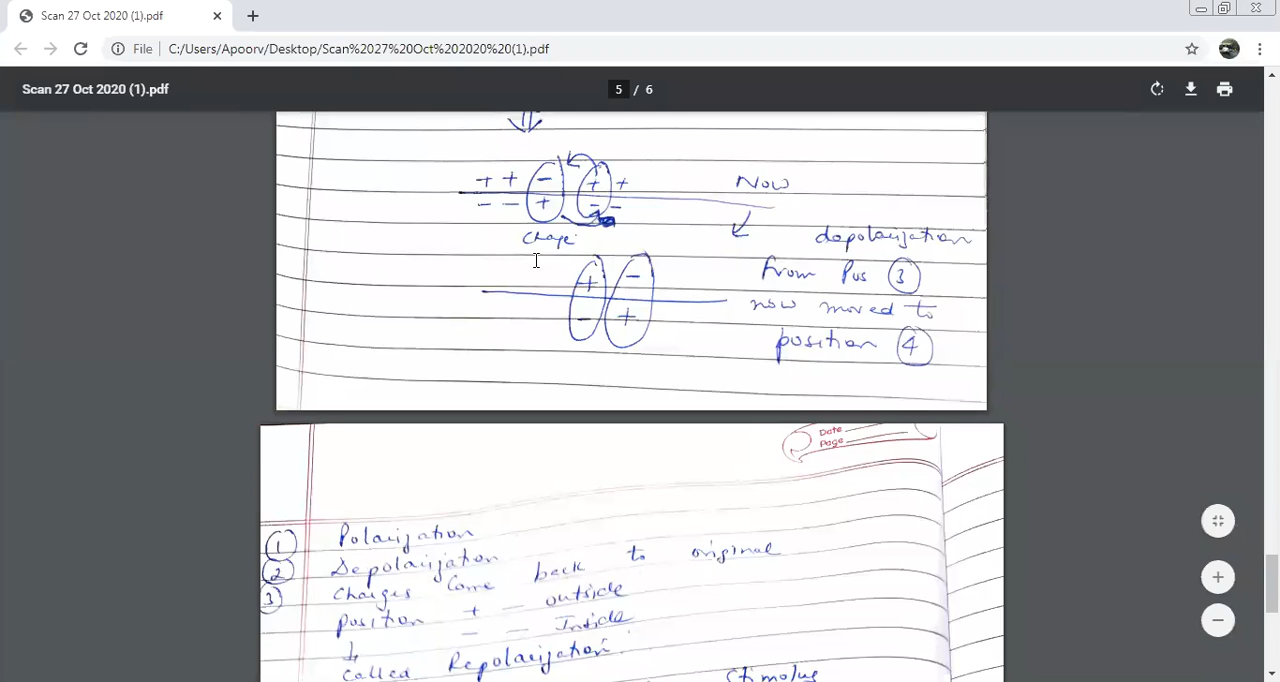 Scan 27 Oct 2020 (1).pdf
File
C:/Users/Apoorv/Desktop/Scan%2027%20Oct%202020%20(1).pdf
Scan 27 Oct 2020 (1).pdf
5 / 6
+ + - + + Now
- - + - -
depolarization
+ - from Pos 3
- + now moved to
position 4
Date
Page
1 Polarization
2 Depolarization
3 Charges come back to original
position + - outside
- - Inside
called Repolarization
Stimulus